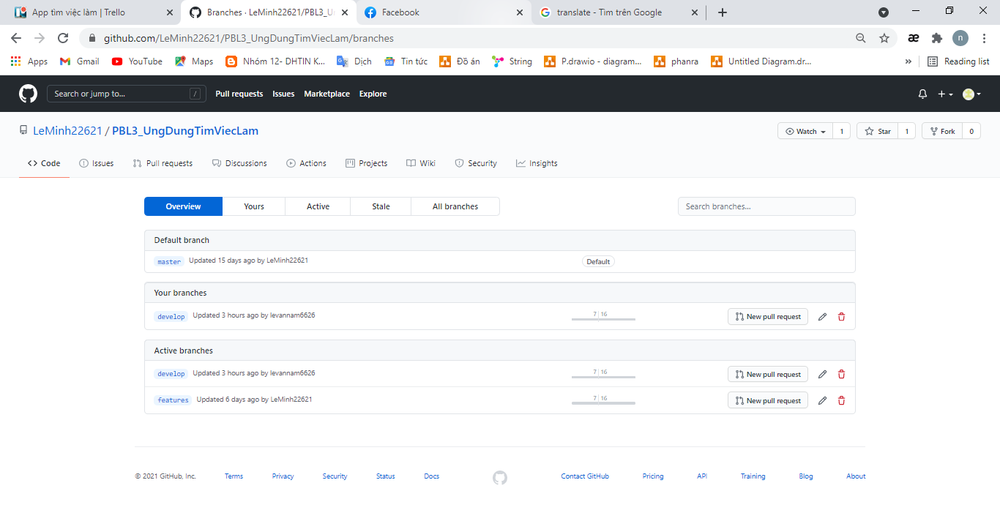 App tìm việc làm | Trello
Branches · LeMinh22621/PBL3_Un
Facebook
translate - Tìm trên Google
github.com/LeMinh22621/PBL3_UngDungTimViecLam/branches
æ n
Apps Gmail YouTube Maps Nhóm 12- DHTIN K... Dịch Tin tức Đồ án String P.drawio - diagram... phanra Untitled Diagram.dr... » Reading list
Search or jump to... / Pull requests Issues Marketplace Explore
LeMinh22621 / PBL3_UngDungTimViecLam
Watch 1 Star 1 Fork 0
Code Issues Pull requests Discussions Actions Projects Wiki Security Insights
Overview Yours Active Stale All branches Search branches...
Default branch
master Updated 15 days ago by LeMinh22621 Default
Your branches
develop Updated 3 hours ago by levannam6626 7 | 16 New pull request
Active branches
develop Updated 3 hours ago by levannam6626 7 | 16 New pull request
features Updated 6 days ago by LeMinh22621 7 | 16 New pull request
© 2021 GitHub, Inc. Terms Privacy Security Status Docs Contact GitHub Pricing API Training Blog About